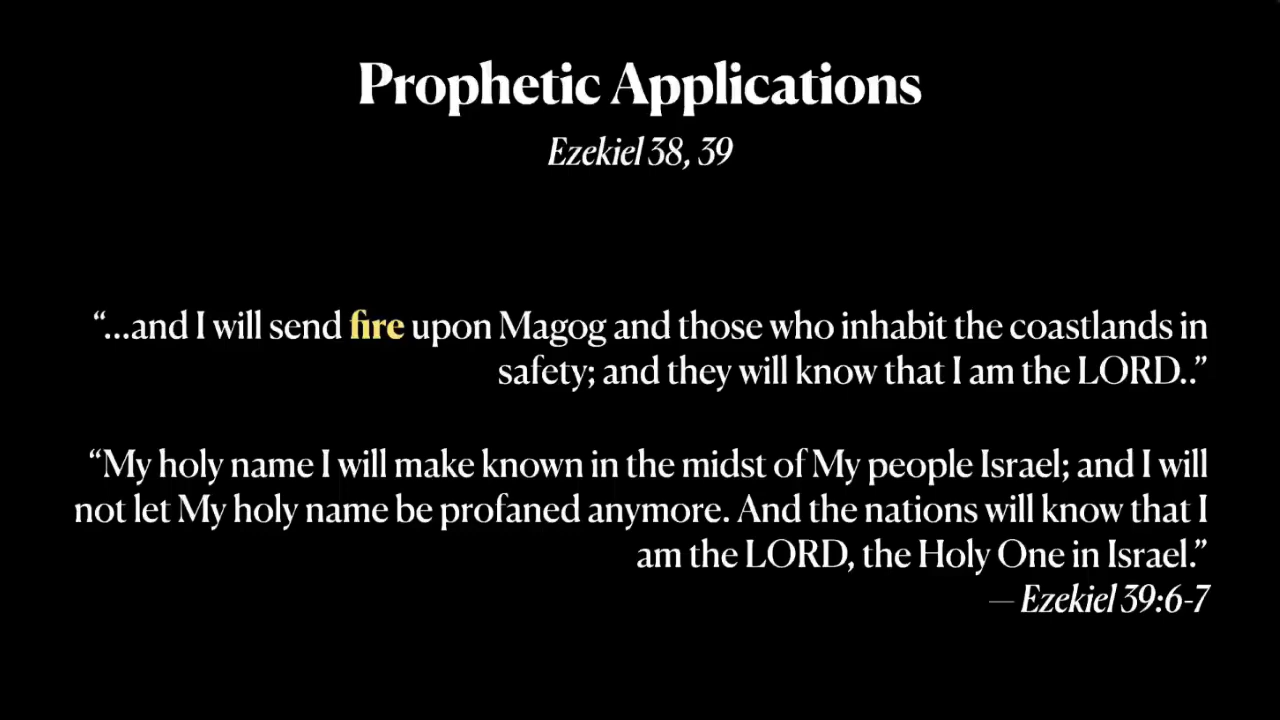 Prophetic Applications
Ezekiel 38, 39
“...and I will send fire upon Magog and those who inhabit the coastlands in
safety; and they will know that I am the LORD..”
“My holy name I will make known in the midst of My people Israel; and I will
not let My holy name be profaned anymore. And the nations will know that I
am the LORD, the Holy One in Israel.”
— Ezekiel 39:6-7